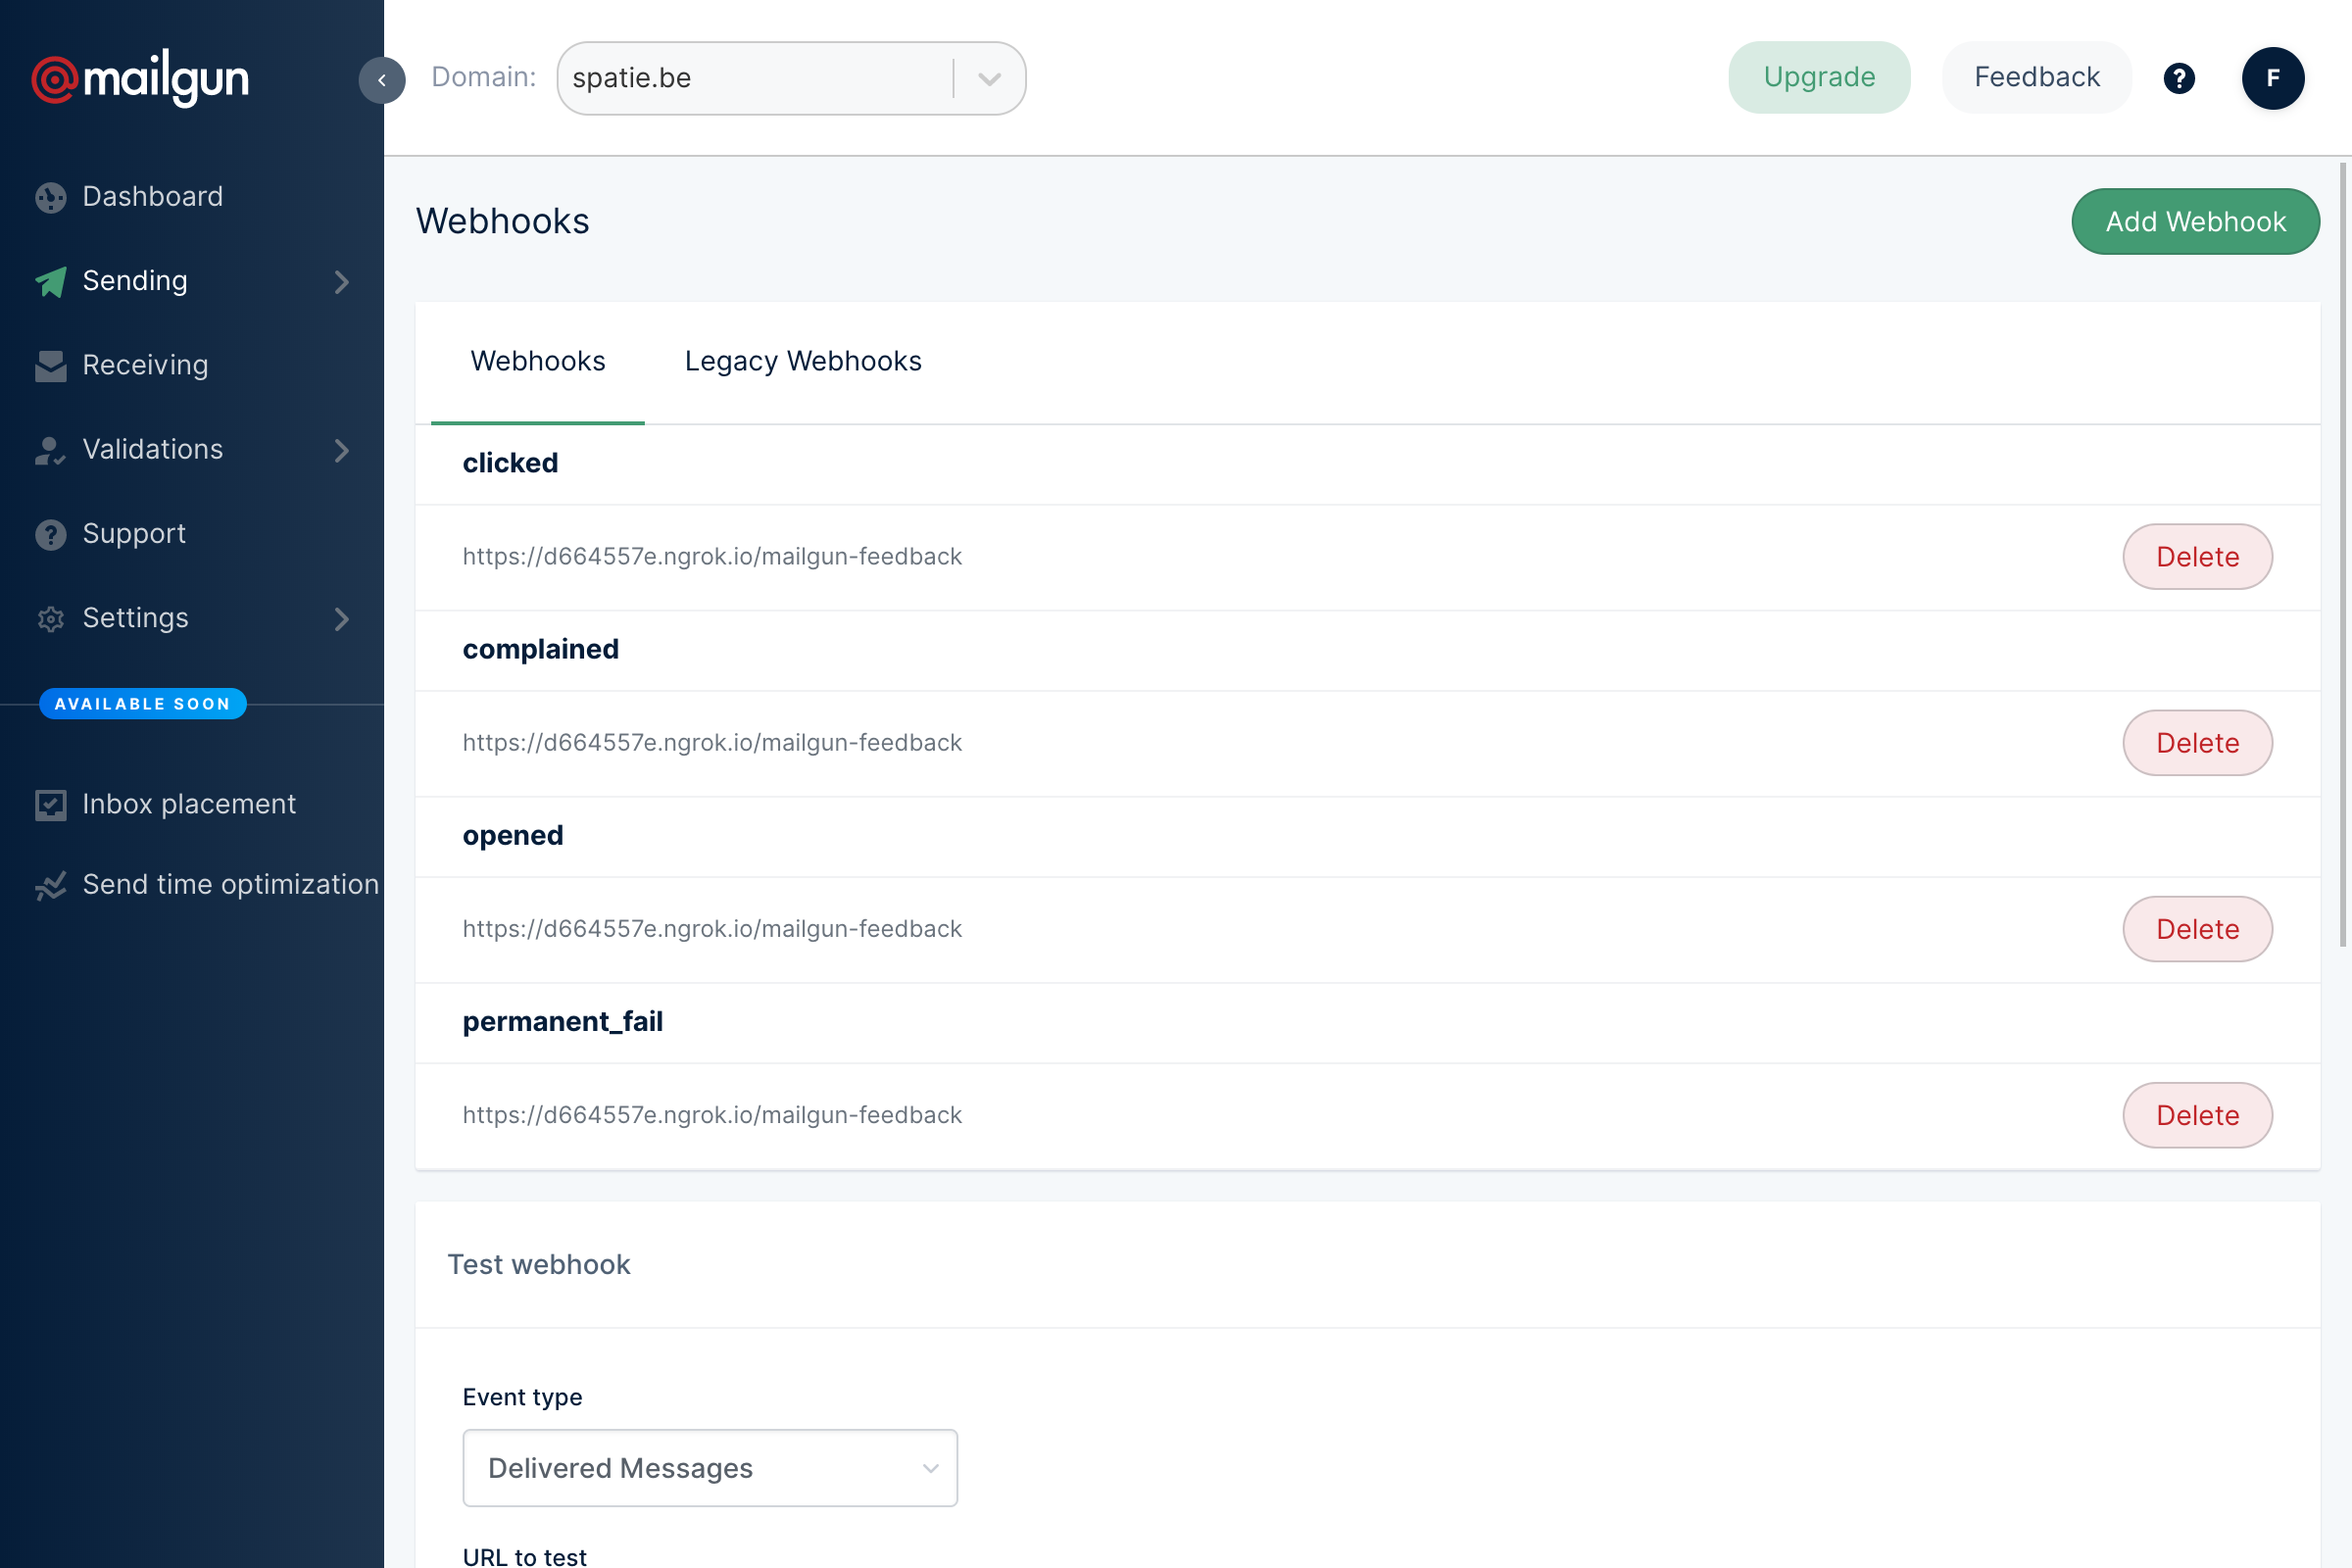 mailgun
Domain:
spatie.be
Upgrade
Feedback
?
F
Dashboard
Sending
Receiving
Validations
Support
Settings
AVAILABLE SOON
Inbox placement
Send time optimization
Webhooks
Add Webhook
Webhooks
Legacy Webhooks
clicked
https://d664557e.ngrok.io/mailgun-feedback
Delete
complained
https://d664557e.ngrok.io/mailgun-feedback
Delete
opened
https://d664557e.ngrok.io/mailgun-feedback
Delete
permanent_fail
https://d664557e.ngrok.io/mailgun-feedback
Delete
Test webhook
Event type
Delivered Messages
URL to test